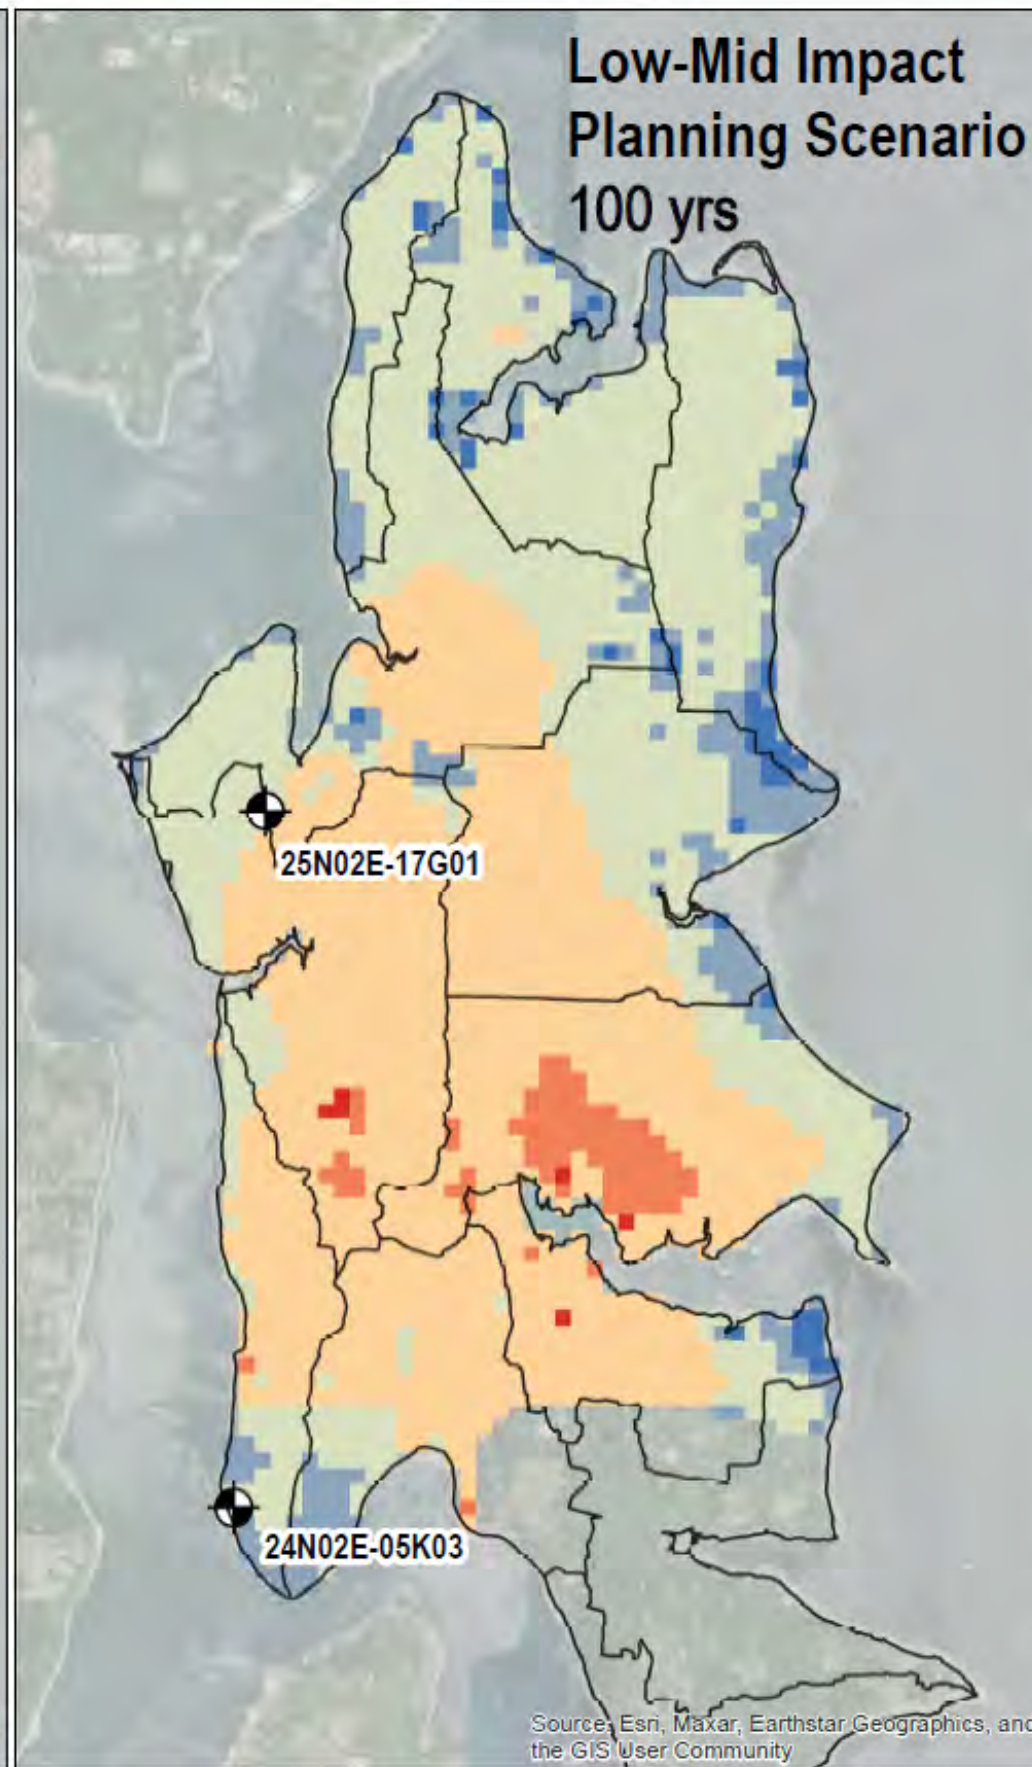 Low-Mid Impact
Planning Scenario
100 yrs
25N02E-17G01
24N02E-05K03
Source: Esri, Maxar, Earthstar Geographics, and
the GIS User Community